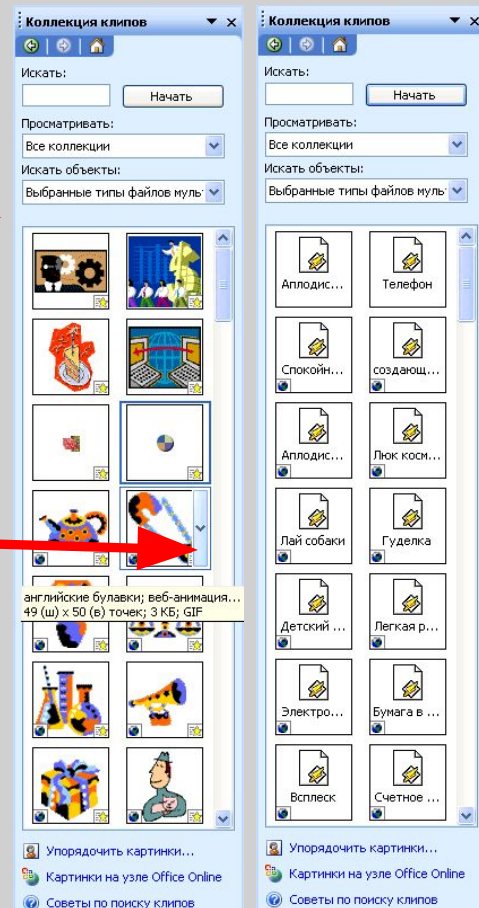 Коллекция клипов
Искать:
Начать
Просматривать:
Все коллекции
Искать объекты:
Выбранные типы файлов муль
английские булавки; веб-анимация...
49 (ш) x 50 (в) точек; 3 КБ; GIF
Упорядочить картинки...
Картинки на узле Office Online
Советы по поиску клипов
Коллекция клипов
Искать:
Начать
Просматривать:
Все коллекции
Искать объекты:
Выбранные типы файлов муль
Аплодис... Телефон
Спокойн... создающ...
Аплодис... Люк косм...
Лай собаки Гуделка
Детский ... Легкая р...
Электро... Бумага в ...
Всплеск Счетное ...
Упорядочить картинки...
Картинки на узле Office Online
Советы по поиску клипов